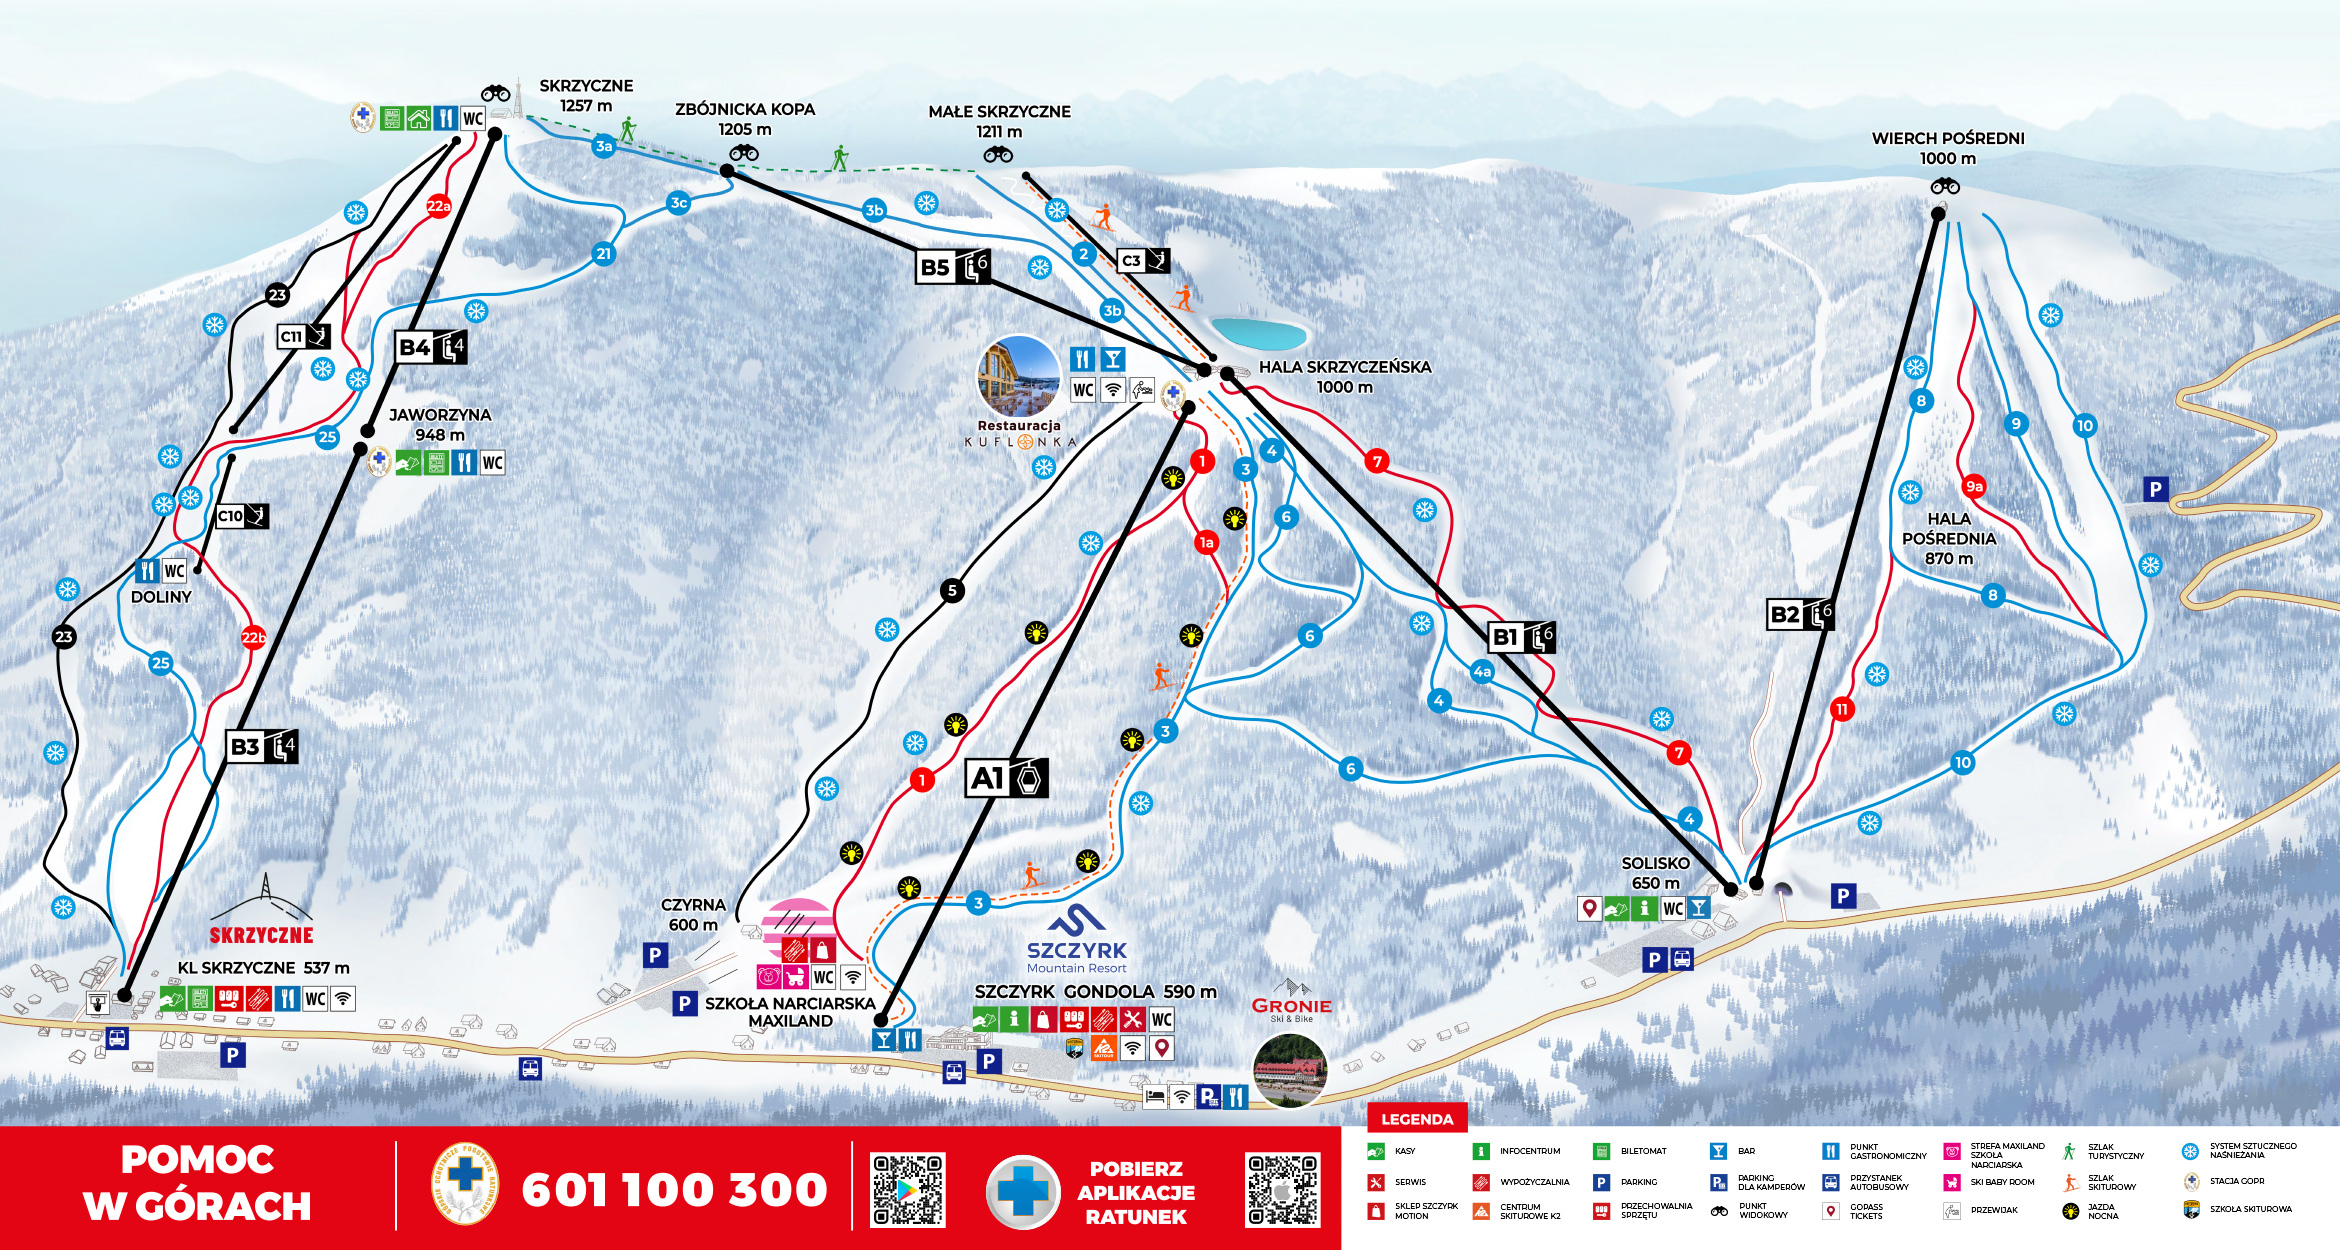 SKRZYCZNE
1257 m
ZBÓJNICKA KOPA
1205 m
MAŁE SKRZYCZNE
1211 m
WIERCH POŚREDNI
1000 m
WC
3a
22a
3c
3b
21
2
B5 6
C3
23
C11
B4 4
3b
HALA SKRZYCZEŃSKA
1000 m
WC
Restauracja
KUFLONKA
JAWORZYNA
948 m
25
WC
8
9
10
1
3
4
7
9a
P
HALA
POŚREDNIA
870 m
C10
6
1a
WC
DOLINY
5
8
23
22b
25
6
B1 6
B2 6
4a
4
11
B3 4
3
6
7
10
A1
1
4
SOLISKO
650 m
WC
P
CZYRNA
600 m
3
SKRZYCZNE
KL SKRZYCZNE 537 m
WC
P
P
WC
SZKOŁA NARCIARSKA
MAXILAND
SZCZYRK
Mountain Resort
SZCZYRK GONDOLA 590 m
WC
GRONIE
Ski & Bike
P
P
P
P
LEGENDA
POMOC
W GÓRACH
601 100 300
POBIERZ
APLIKACJE
RATUNEK
KASY
INFOCENTRUM
BILETOMAT
BAR
PUNKT
GASTRONOMICZNY
STREFA MAXILAND
SZKOŁA
NARCIARSKA
SZLAK
TURYSTYCZNY
SYSTEM SZTUCZNEGO
NAŚNIEŻANIA
SERWIS
WYPOŻYCZALNIA
PARKING
PARKING
DLA KAMPERÓW
PRZYSTANEK
AUTOBUSOWY
SKI BABY ROOM
SZLAK
SKITUROWY
STACJA GOPR
SKLEP SZCZYRK
MOTION
CENTRUM
SKITUROWE K2
PRZECHOWALNIA
SPRZĘTU
PUNKT
WIDOKOWY
GOPASS
TICKETS
PRZEWIJAK
JAZDA
NOCNA
SZKOŁA SKITUROWA